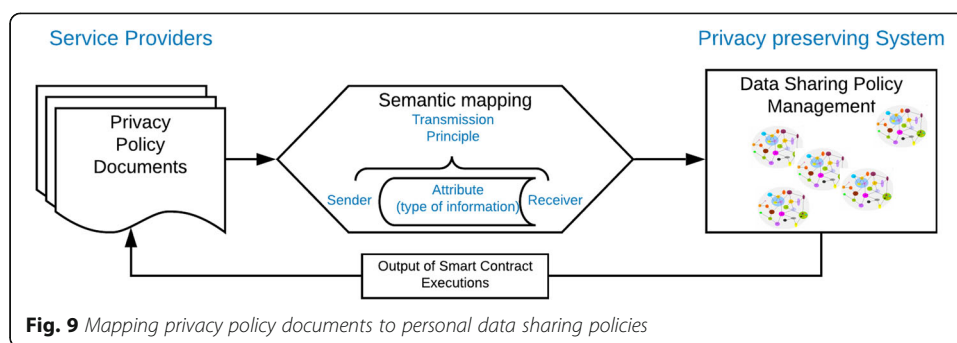 Service Providers
Privacy preserving System
Privacy
Policy
Documents
Semantic mapping
Transmission
Principle
Sender
Attribute
(type of information)
Receiver
Data Sharing Policy
Management
Output of Smart Contract
Executions
Fig. 9 Mapping privacy policy documents to personal data sharing policies